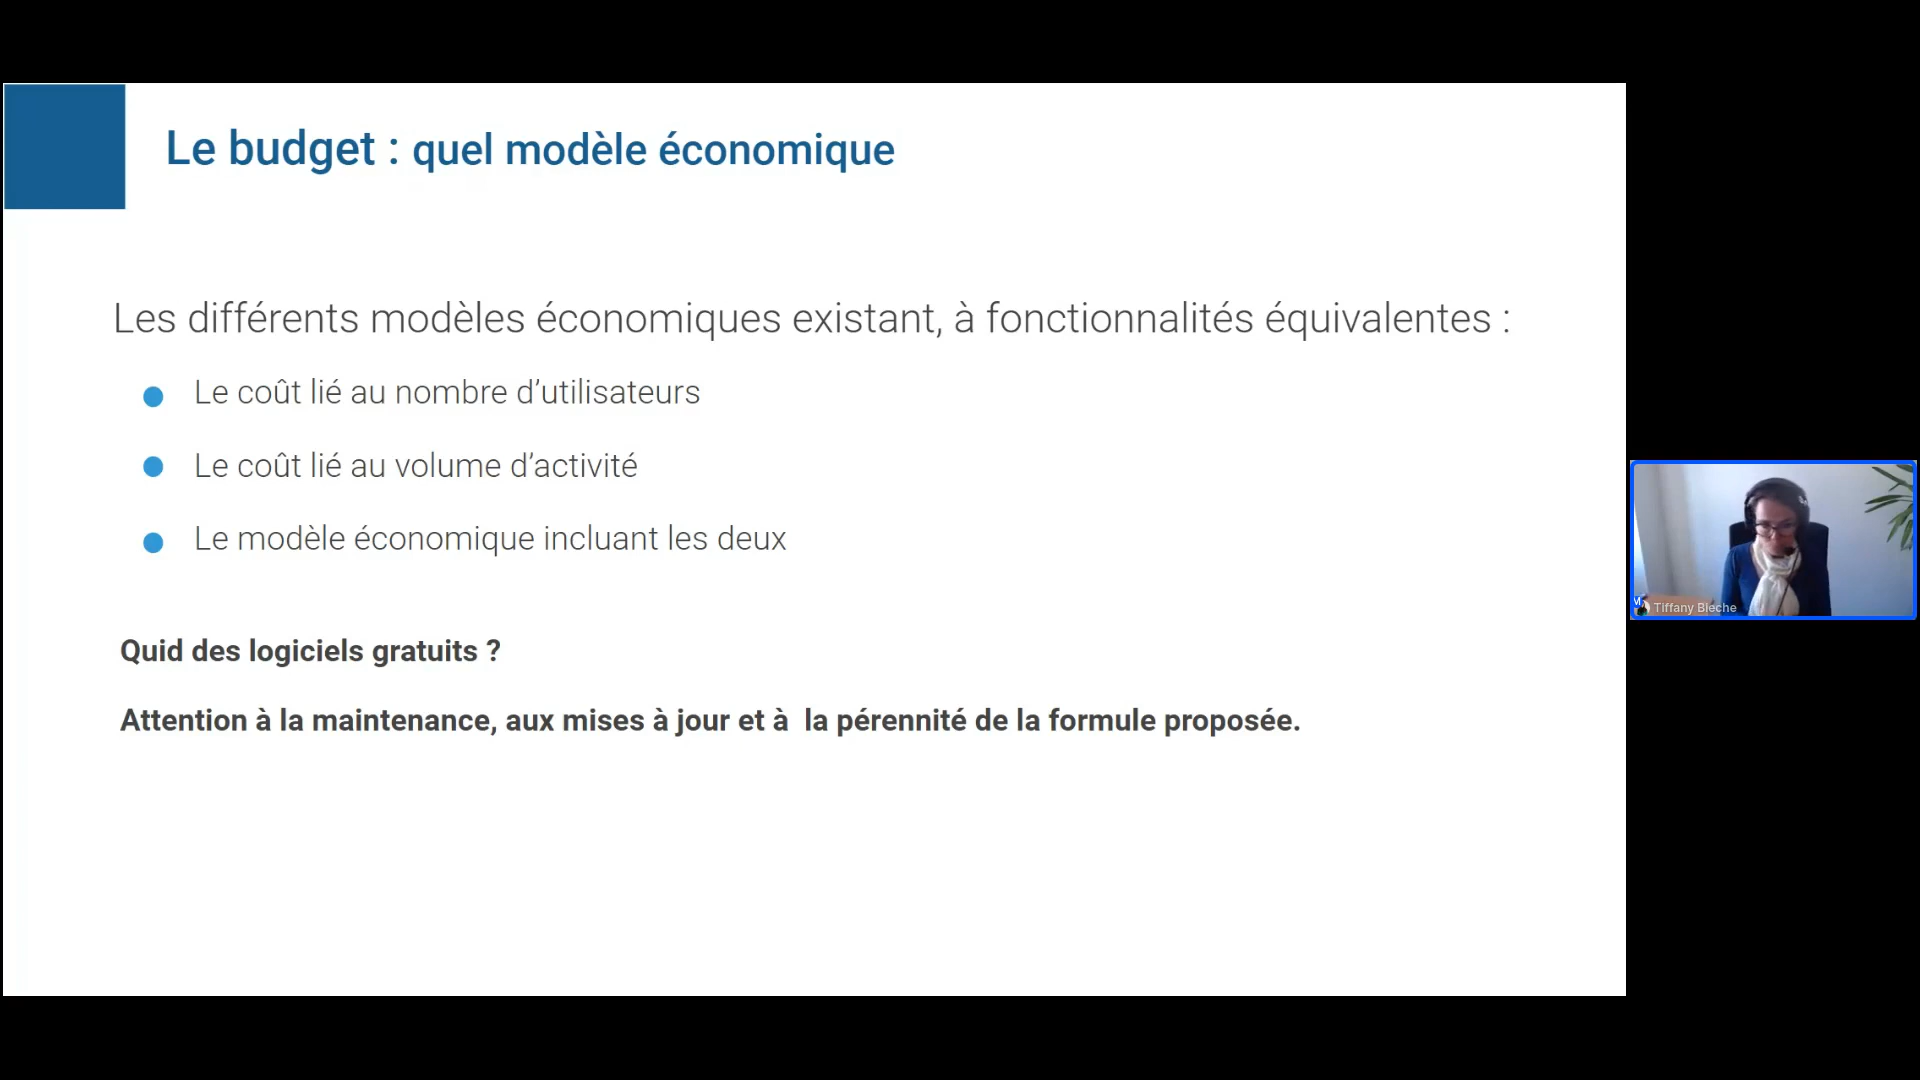 Le budget : quel modèle économique
Les différents modèles économiques existant, à fonctionnalités équivalentes :
Le coût lié au nombre d’utilisateurs
Le coût lié au volume d’activité
Le modèle économique incluant les deux
Quid des logiciels gratuits ?
Attention à la maintenance, aux mises à jour et à  la pérennité de la formule proposée.
Tiffany Bleche